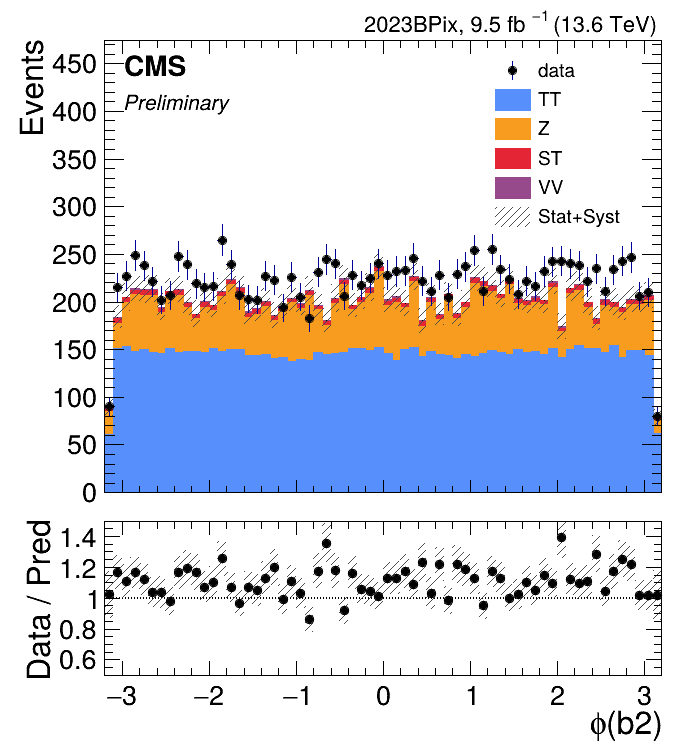 2023BPix, 9.5 fb⁻¹ (13.6 TeV)
CMS
Preliminary
data
TT
Z
ST
VV
Stat+Syst
Events
450
400
350
300
250
200
150
100
50
0
Data / Pred
1.4
1.2
1
0.8
0.6
−3 −2 −1 0 1 2 3
ϕ(b2)